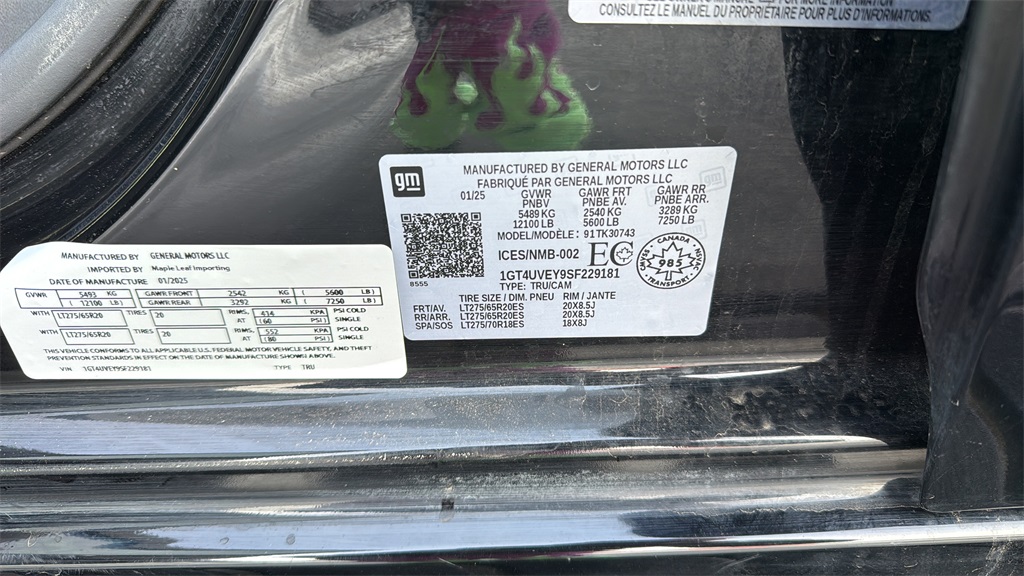 CONSULTEZ LE MANUEL DU PROPRIÉTAIRE POUR PLUS D'INFORMATIONS.
gm
MANUFACTURED BY GENERAL MOTORS LLC
FABRIQUÉ PAR GENERAL MOTORS LLC
01/25 GVWR GAWR FRT GAWR RR
PNBV PNBE AV. PNBE ARR.
5489 KG 2540 KG 3289 KG
12100 LB 5600 LB 7250 LB
MODEL/MODÈLE: 91TK30743
ICES/NMB-002
CANADA
985
TRANSPORT
1GT4UVEY9SF229181
8555
TYPE: TRU/CAM
TIRE SIZE / DIM. PNEU RIM / JANTE
FRT/AV. LT275/65R20ES 20X8.5J
RR/ARR. LT275/65R20ES 20X8.5J
SPA/SOS LT275/70R18ES 18X8J
MANUFACTURED BY GENERAL MOTORS LLC
IMPORTED BY Maple Leaf Importing
DATE OF MANUFACTURE 01/2025
GVWR 5493 KG GAWR FRONT 2542 KG ( 5600 LB )
12100 LB GAWR REAR 3292 KG ( 7250 LB )
WITH LT275/65R20 TIRES 20 RIMS, 414 KPA PSI COLD
AT ( 60 PSI ) SINGLE
WITH LT275/65R20 TIRES 20 RIMS, 552 KPA PSI COLD
AT ( 80 PSI ) SINGLE
THIS VEHICLE CONFORMS TO ALL APPLICABLE U.S. FEDERAL MOTOR VEHICLE SAFETY, AND THEFT
PREVENTION STANDARDS IN EFFECT ON THE DATE OF MANUFACTURE SHOWN ABOVE.
VIN 1GT4UVEY9SF229181 TYPE TRU